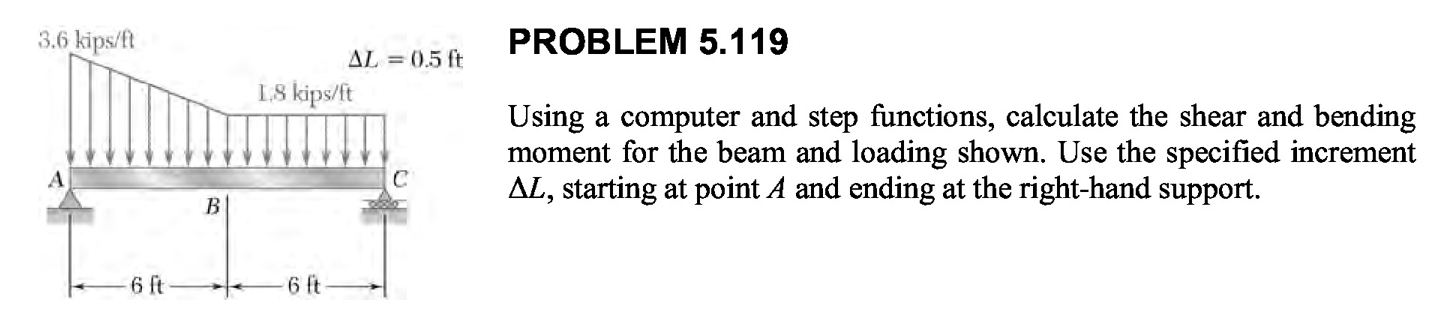 3.6 kips/ft
ΔL = 0.5 ft
1.8 kips/ft
A
B
C
6 ft
6 ft
PROBLEM 5.119
Using a computer and step functions, calculate the shear and bending
moment for the beam and loading shown. Use the specified increment
ΔL, starting at point A and ending at the right-hand support.